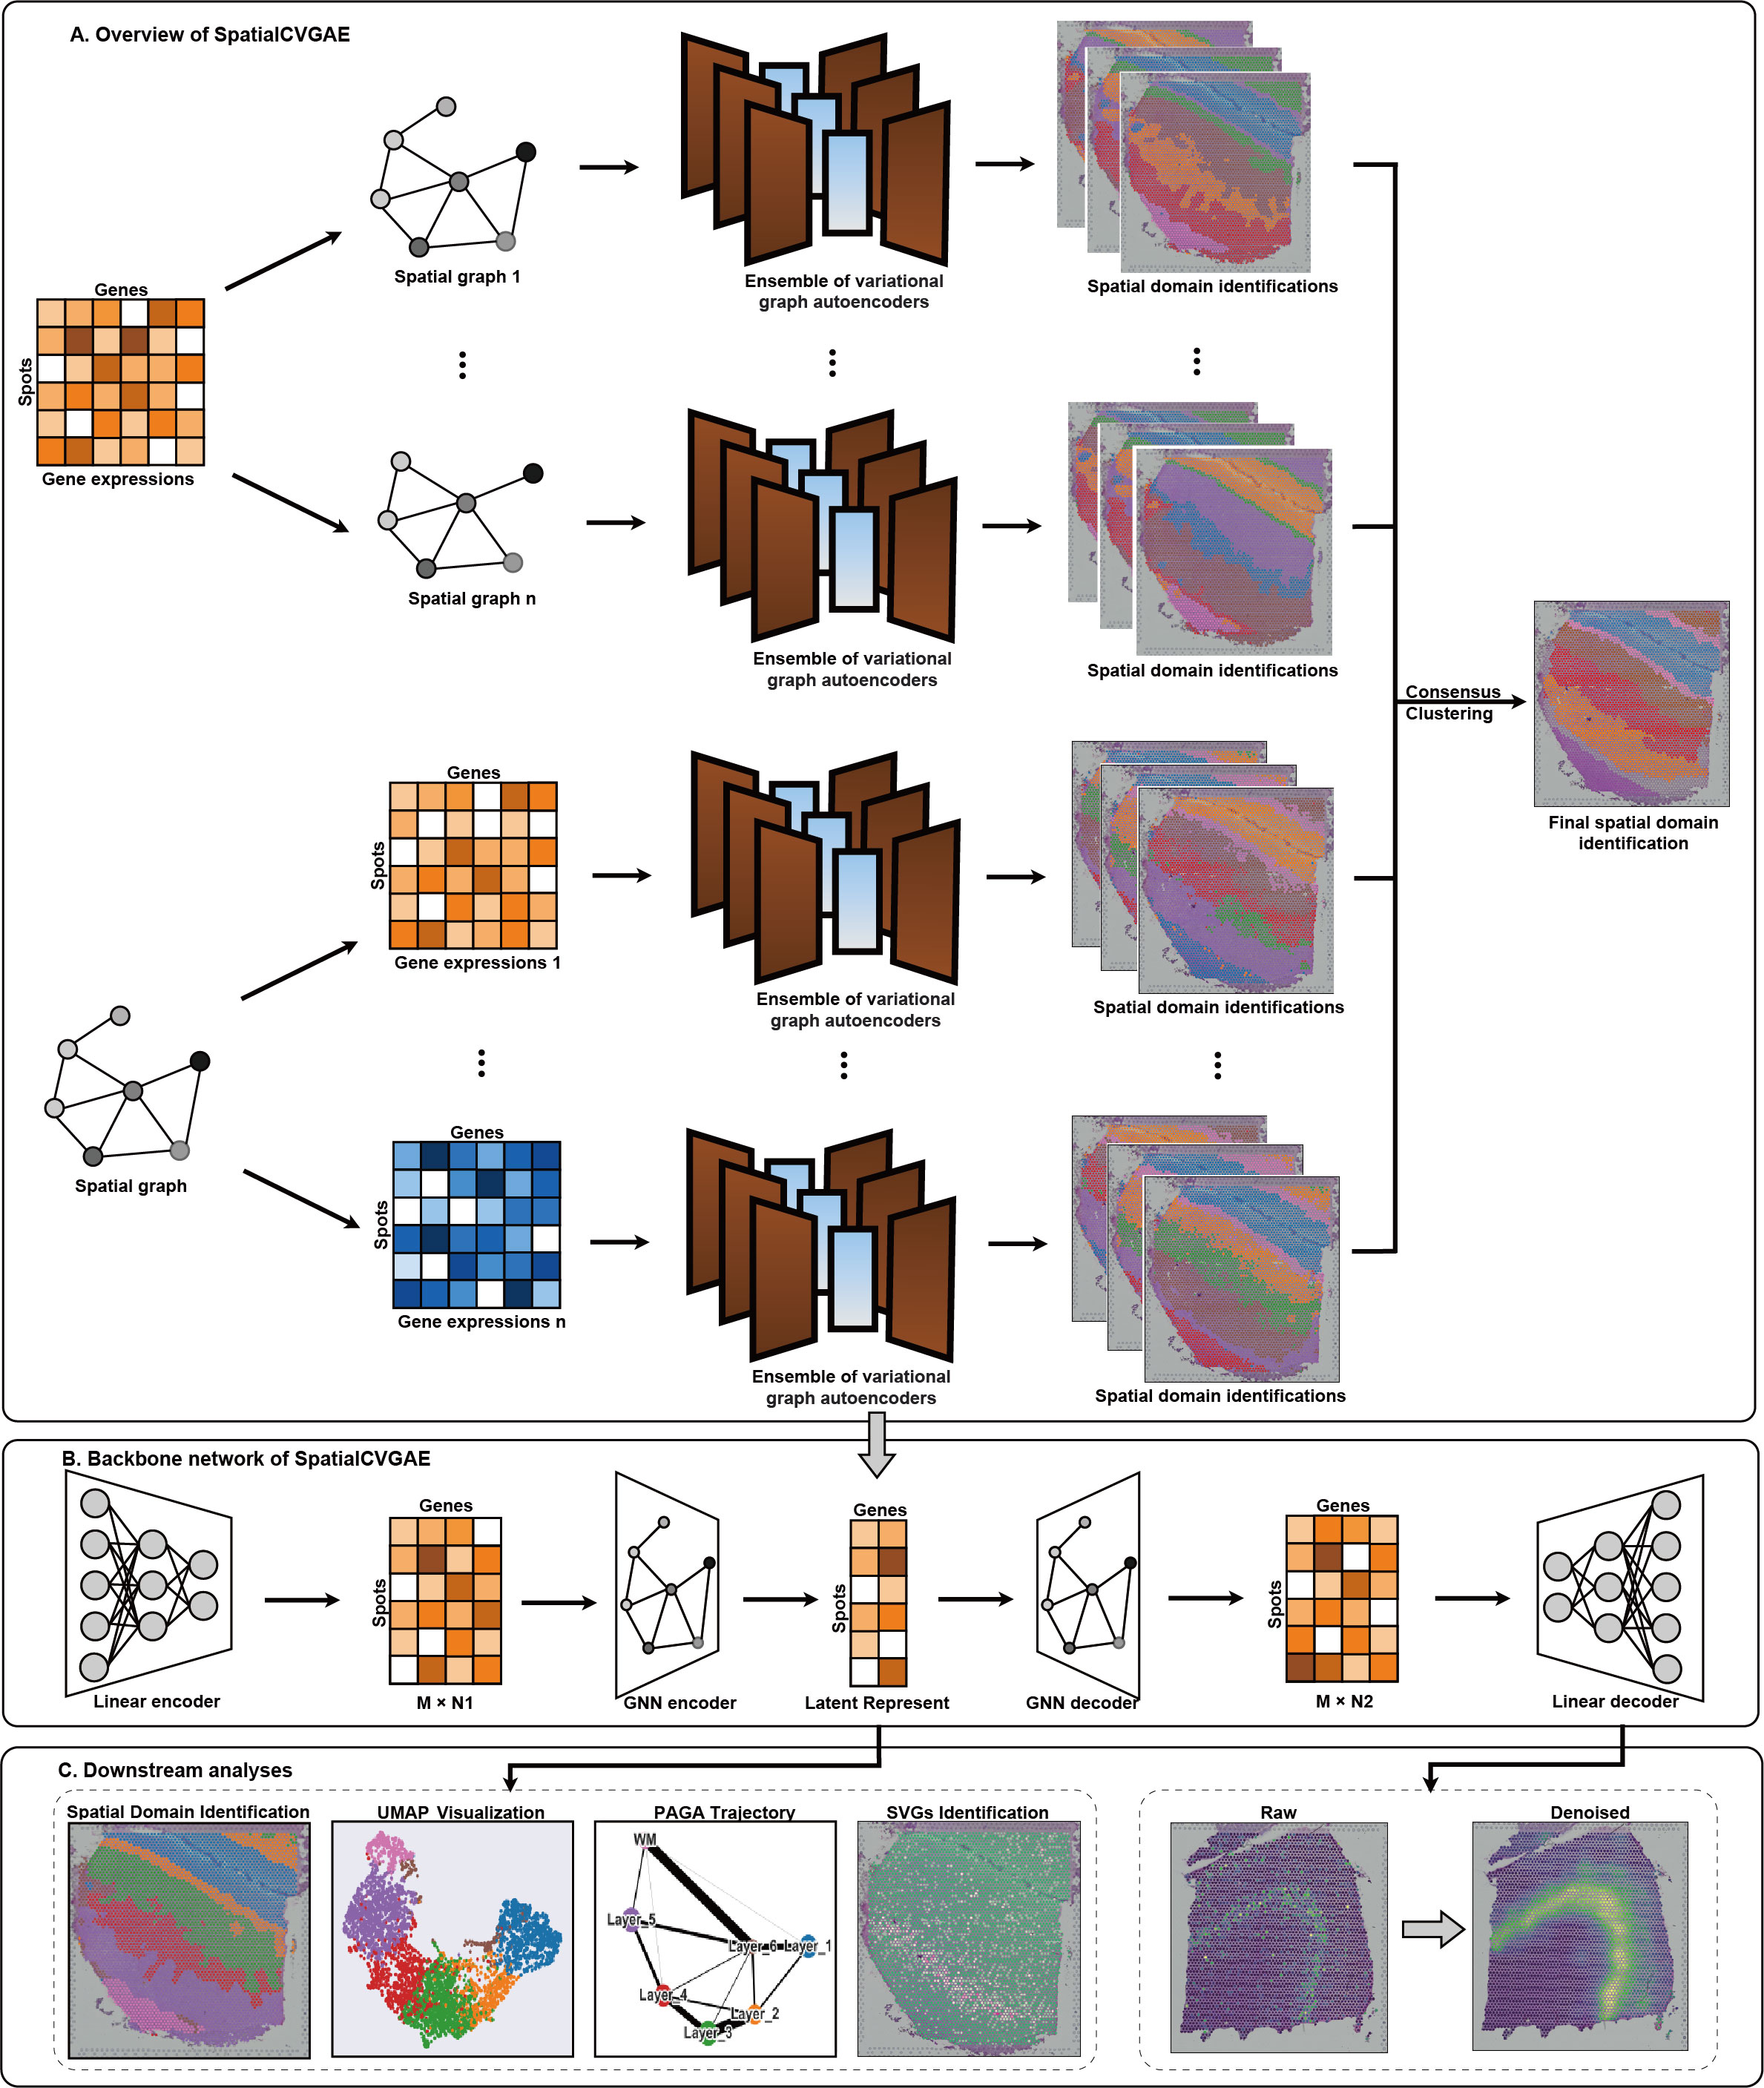 A. Overview of SpatialCVGAE
Genes
Spots
Gene expressions
Spatial graph 1
Ensemble of variational
graph autoencoders
Spatial domain identifications
Spatial graph n
Ensemble of variational
graph autoencoders
Spatial domain identifications
Consensus
Clustering
Final spatial domain
identification
Genes
Spots
Gene expressions 1
Ensemble of variational
graph autoencoders
Spatial domain identifications
Spatial graph
Genes
Spots
Gene expressions n
Ensemble of variational
graph autoencoders
Spatial domain identifications
B. Backbone network of SpatialCVGAE
Linear encoder
Genes
Spots
M × N1
GNN encoder
Genes
Spots
Latent Represent
GNN decoder
Genes
Spots
M × N2
Linear decoder
C. Downstream analyses
Spatial Domain Identification
UMAP Visualization
PAGA Trajectory
WM
Layer_5
Layer_6
Layer_1
Layer_4
Layer_2
Layer_3
SVGs Identification
Raw
Denoised